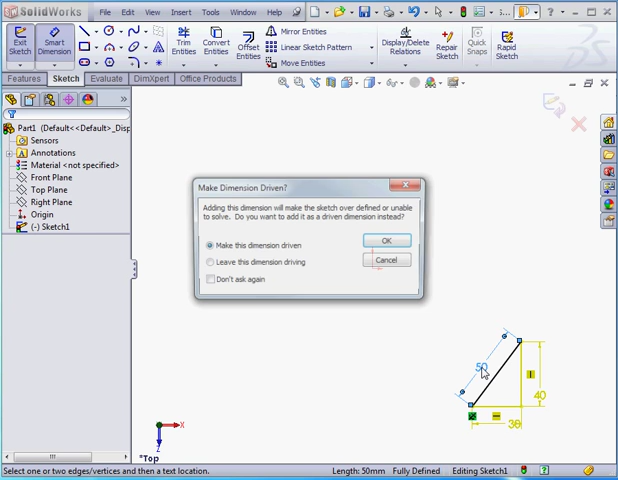 SolidWorks File Edit View Insert Tools Window Help
Exit Sketch
Smart Dimension
Trim Entities
Convert Entities
Offset Entities
Mirror Entities
Linear Sketch Pattern
Move Entities
Display/Delete Relations
Repair Sketch
Quick Snaps
Rapid Sketch
Features Sketch Evaluate DimXpert Office Products
Part1 (Default<<Default>_Disp
Sensors
Annotations
Material <not specified>
Front Plane
Top Plane
Right Plane
Origin
(-) Sketch1
Make Dimension Driven?
Adding this dimension will make the sketch over defined or unable
to solve. Do you want to add it as a driven dimension instead?
Make this dimension driven
OK
Leave this dimension driving
Cancel
Don't ask again
50
40
30
X
Z
*Top
Select one or two edges/vertices and then a text location. Length: 50mm Fully Defined Editing Sketch1